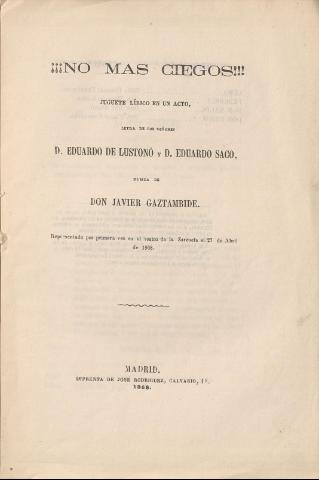 ¡¡¡NO MAS CIEGOS!!!
JUGUETE LÍRICO EN UN ACTO,
LETRA DE LOS SEÑORES
D. EDUARDO DE LUSTONÓ Y D. EDUARDO SACO,
MUSICA DE
DON JAVIER GAZTAMBIDE.
Representado por primera vez en el teatro de la Zarzuela el 27 de Abril
de 1868.
MADRID.
IMPRENTA DE JOSÉ RODRIGUEZ, CALVARIO,
1868.